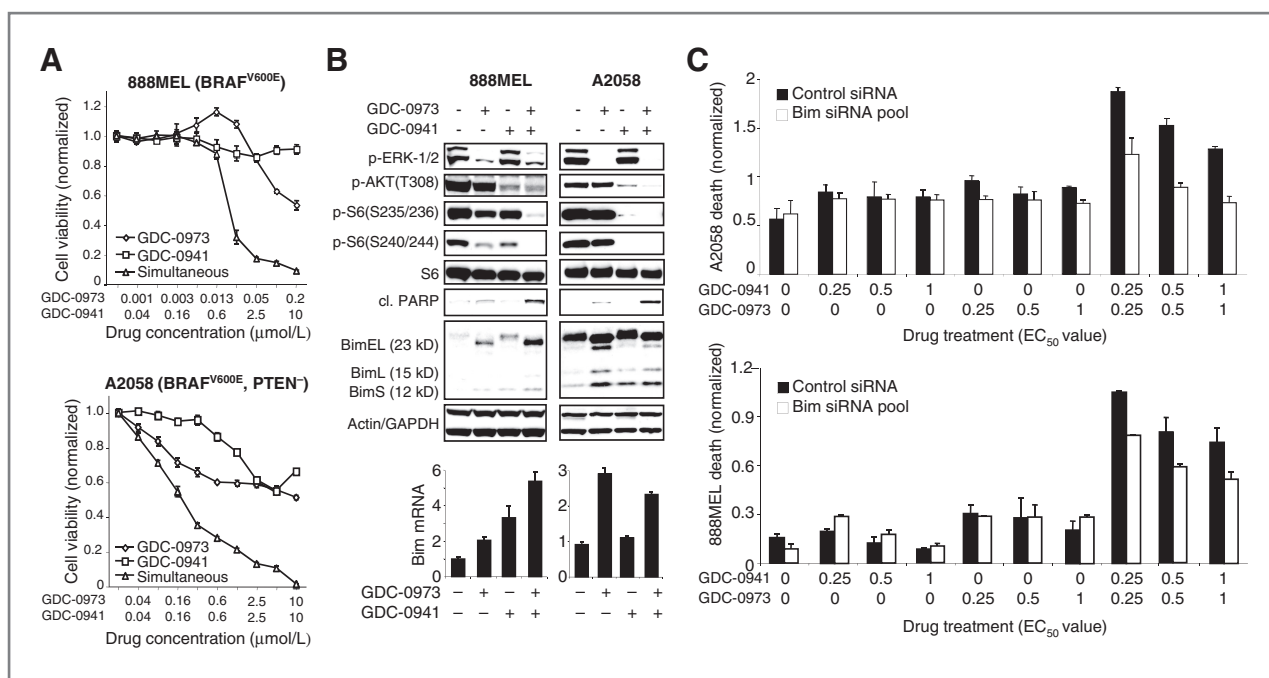 A
888MEL (BRAFV600E)
Cell viability (normalized)
1.2
1.0
0.8
0.6
0.4
0.2
0
GDC-0973
GDC-0941
Simultaneous
GDC-0973 0.001 0.003 0.013 0.05 0.2
GDC-0941 0.04 0.16 0.6 2.5 10
Drug concentration (μmol/L)
A2058 (BRAFV600E, PTEN–)
Cell viability (normalized)
1.0
0.8
0.6
0.4
0.2
0
GDC-0973
GDC-0941
Simultaneous
GDC-0973 0.04 0.16 0.6 2.5 10
GDC-0941 0.04 0.16 0.6 2.5 10
Drug concentration (μmol/L)
B
888MEL A2058
GDC-0973 - + - + - + - +
GDC-0941 - - + + - - + +
p-ERK-1/2
p-AKT(T308)
p-S6(S235/236)
p-S6(S240/244)
S6
cl. PARP
BimEL (23 kD)
BimL (15 kD)
BimS (12 kD)
Actin/GAPDH
Bim mRNA
6
4
2
0
3
2
1
0
GDC-0973 – + – + – + – +
GDC-0941 – – + + – – + +
C
A2058 death (normalized)
2
1.5
1
0.5
0
Control siRNA
Bim siRNA pool
GDC-0941 0 0.25 0.5 1 0 0 0 0.25 0.5 1
GDC-0973 0 0 0 0 0.25 0.5 1 0.25 0.5 1
Drug treatment (EC50 value)
888MEL death (normalized)
1.2
0.9
0.6
0.3
0
Control siRNA
Bim siRNA pool
GDC-0941 0 0.25 0.5 1 0 0 0 0.25 0.5 1
GDC-0973 0 0 0 0 0.25 0.5 1 0.25 0.5 1
Drug treatment (EC50 value)